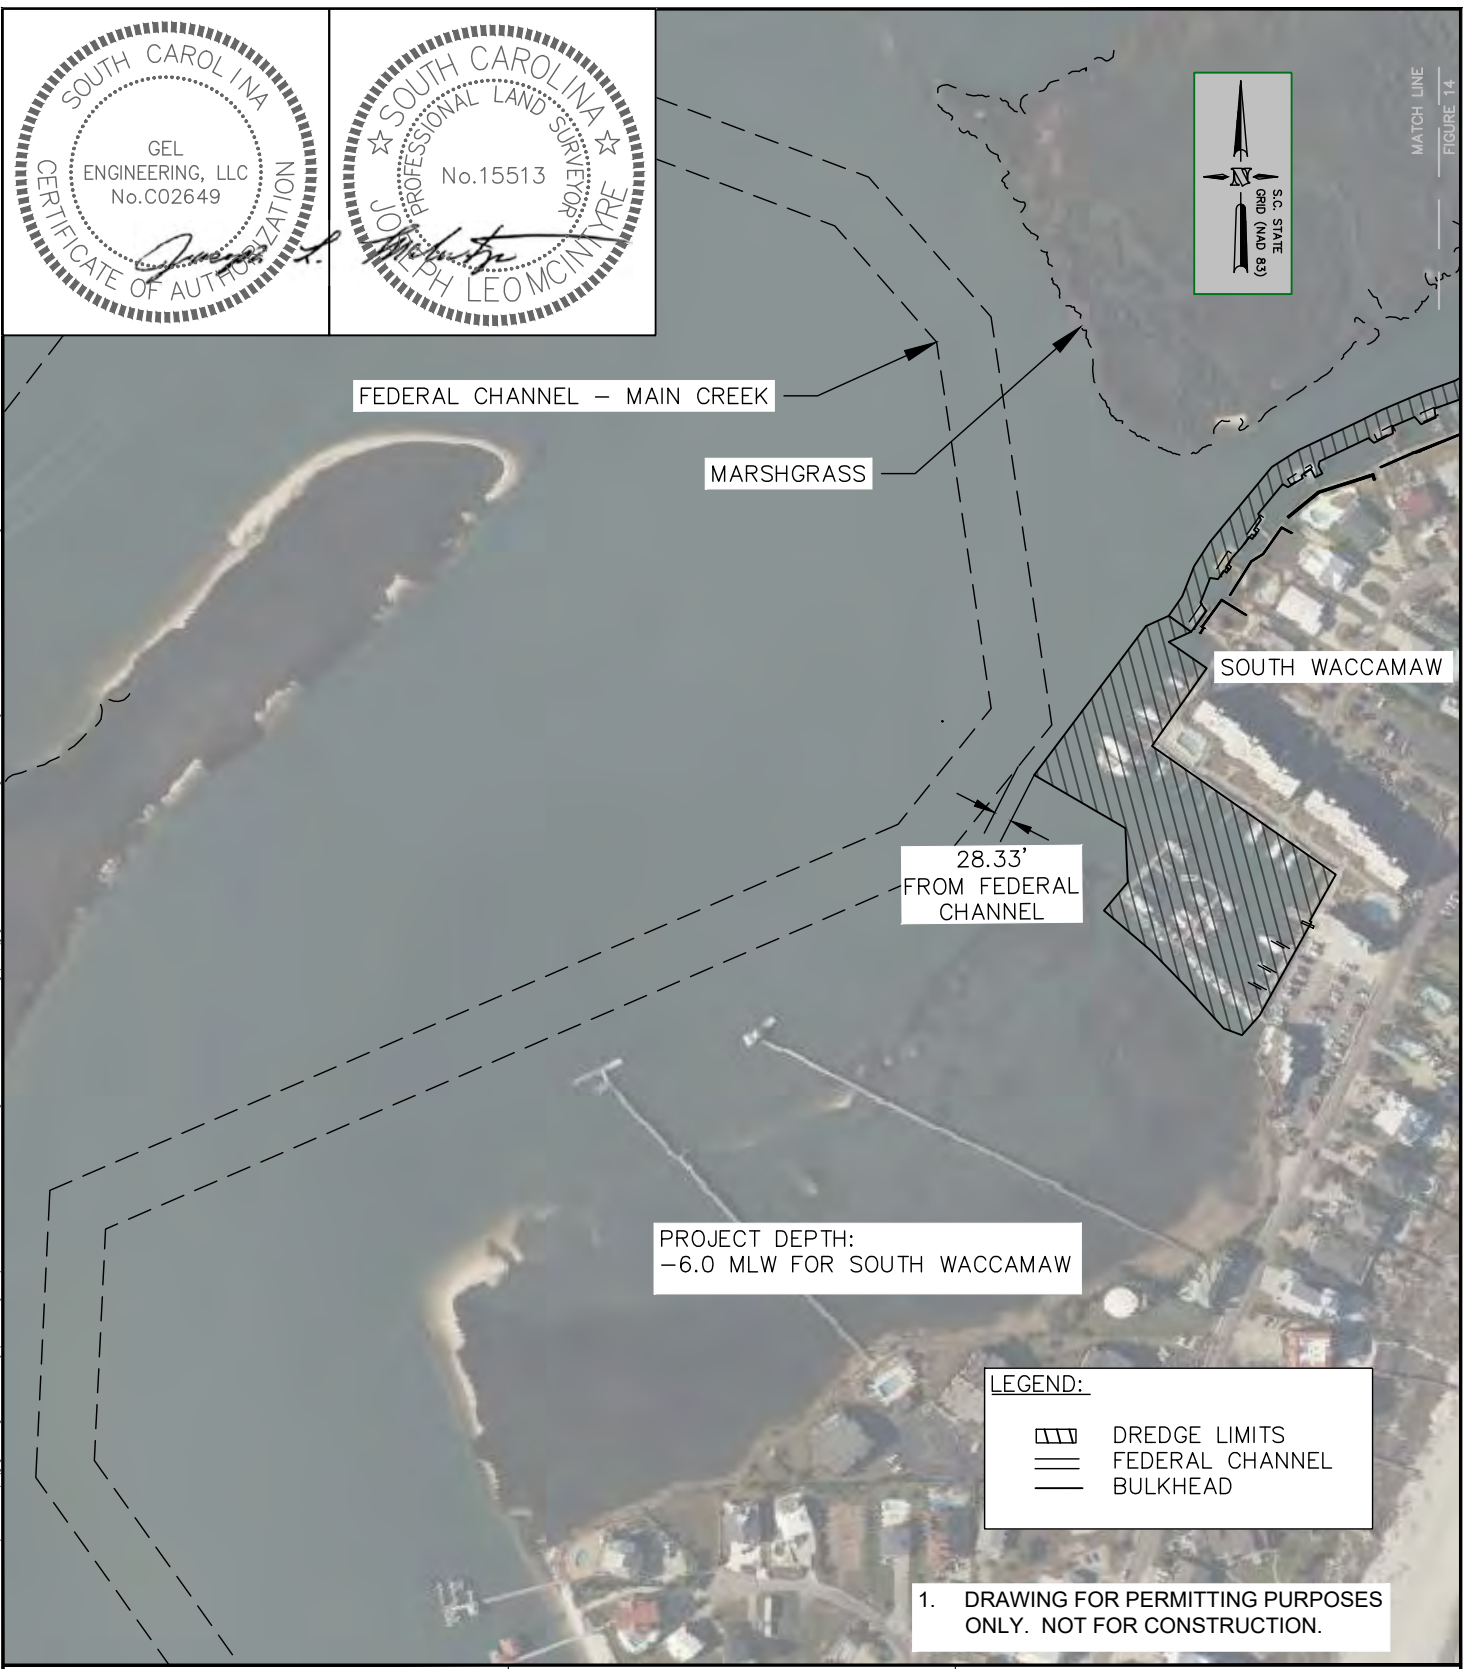 SOUTH CAROLINA
GEL
ENGINEERING, LLC
No.C02649
CERTIFICATE OF AUTHORIZATION
SOUTH CAROLINA
PROFESSIONAL LAND SURVEYOR
No.15513
JOSEPH LEO MCINTYRE
S.C. STATE
GRID (NAD 83)
MATCH LINE
FIGURE 14
FEDERAL CHANNEL – MAIN CREEK
MARSHGRASS
SOUTH WACCAMAW
28.33'
FROM FEDERAL
CHANNEL
PROJECT DEPTH:
−6.0 MLW FOR SOUTH WACCAMAW
LEGEND:
DREDGE LIMITS
FEDERAL CHANNEL
BULKHEAD
1. DRAWING FOR PERMITTING PURPOSES
ONLY. NOT FOR CONSTRUCTION.